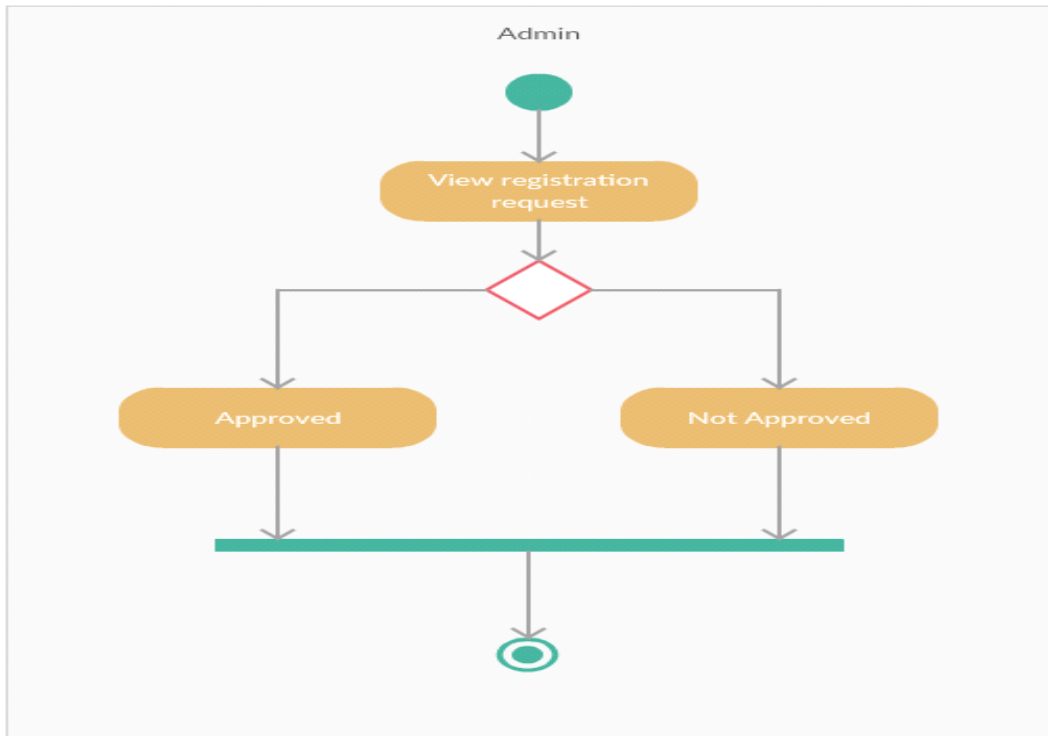 Admin
View registration
request
Approved
Not Approved